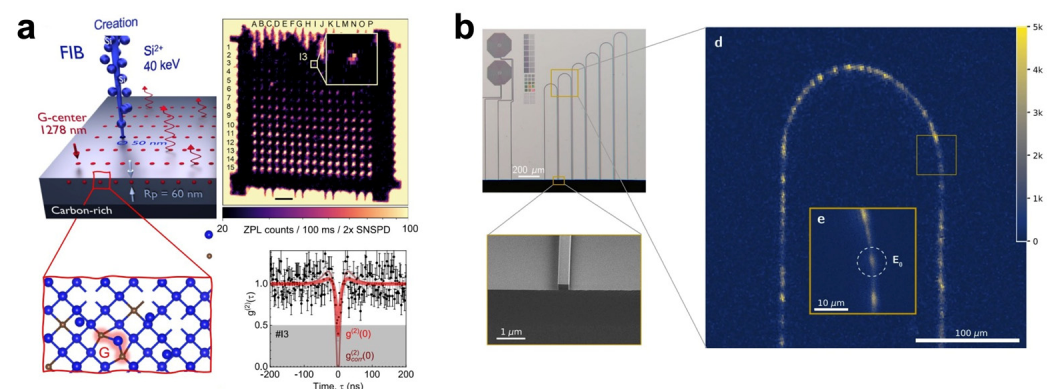 a
Creation
FIB
Si²⁺
40 keV
Si
G-center
1278 nm
Ø 50 nm
Rp = 60 nm
Carbon-rich
G
A B C D E F G H I J K L M N O P
1
2
3
4
5
6
7
8
9
10
11
12
13
14
15
I3
20 100
ZPL counts / 100 ms / 2x SNSPD
g⁽²⁾(τ)
1.0
0.5
0.0
#I3
g⁽²⁾(0)
g⁽²⁾corr(0)
-200 -100 0 100 200
Time, τ (ns)
b
200 μm
1 μm
d
e
E₀
10 μm
100 μm
5k
4k
3k
2k
1k
0